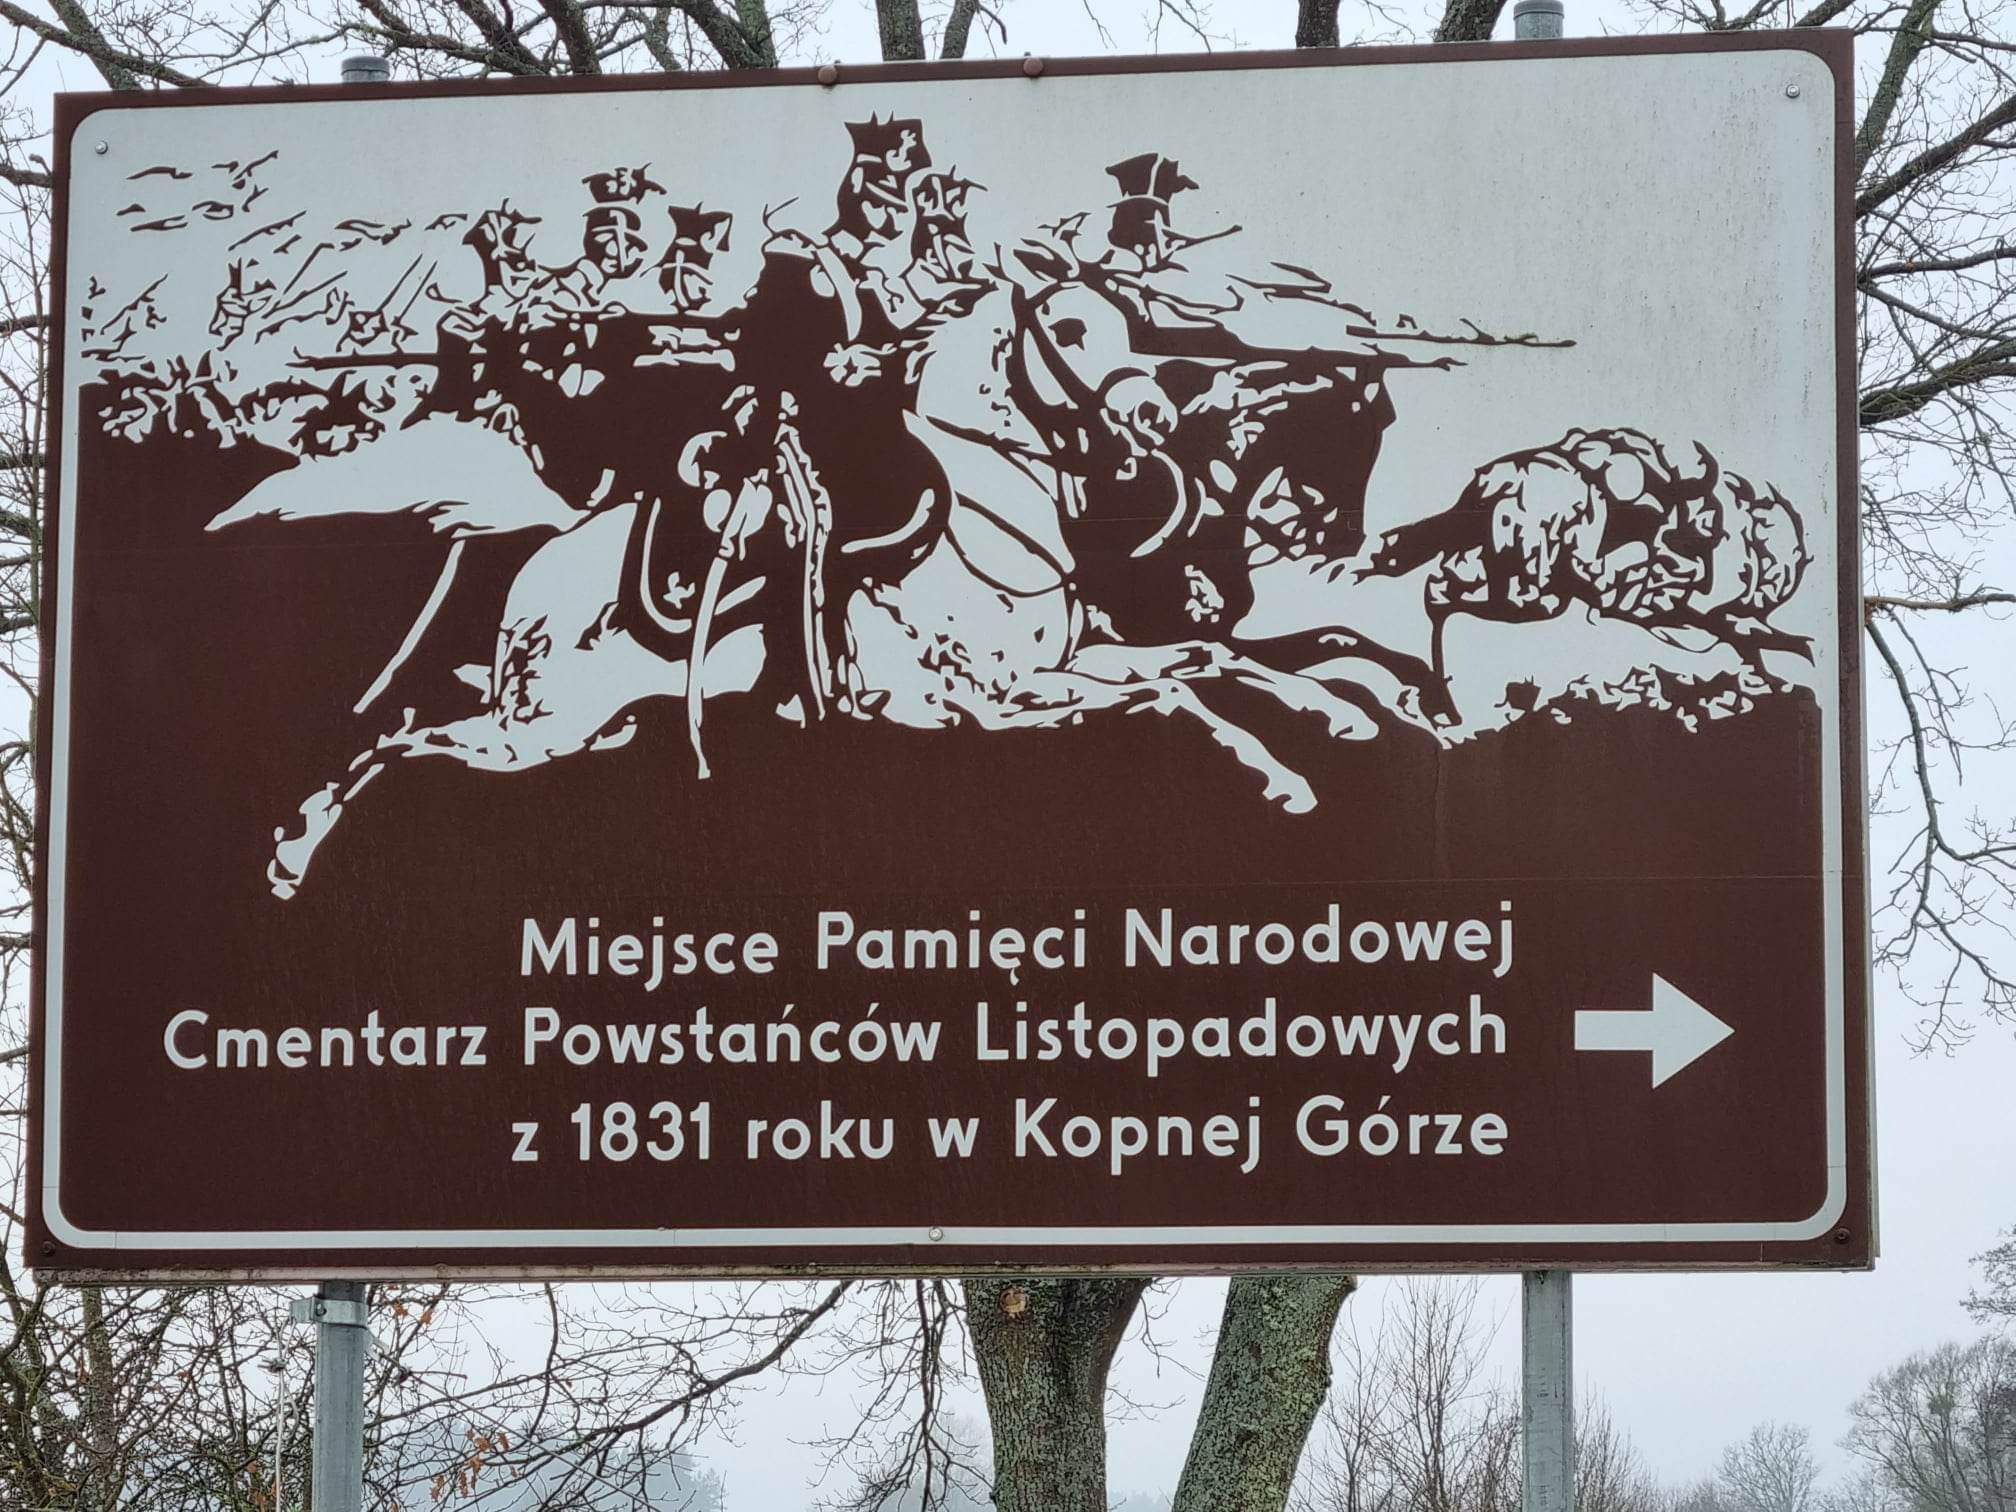 Miejsce Pamięci Narodowej
Cmentarz Powstańców Listopadowych
z 1831 roku w Kopnej Górze